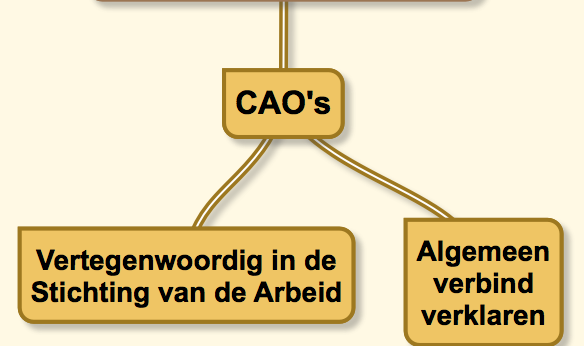 CAO's
Vertegenwoordig in de
Stichting van de Arbeid
Algemeen
verbind
verklaren